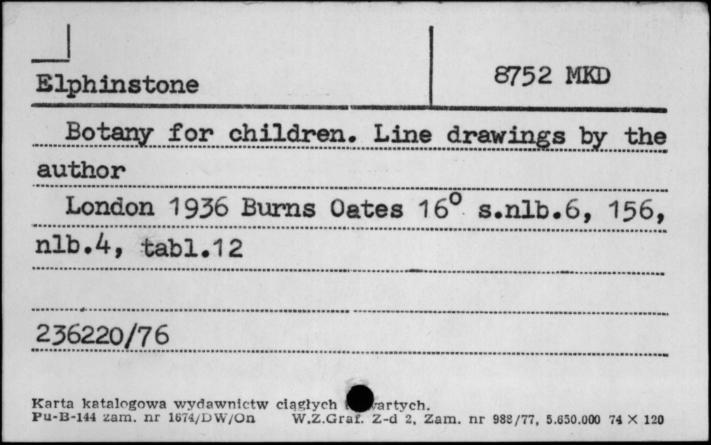 Elphinstone
8752 MKD
Botany for children. Line drawings by the
author
London 1936 Burns Oates 16° s.nlb.6, 156,
nlb.4, tabl.12
236220/76
Karta katalogowa wydawnictw ciągłych wartych.
Pu-B-144 zam. nr 1674/DW/On W.Z.Graf. Z-d 2, Zam. nr 988/77, 5.650.000 74 × 120